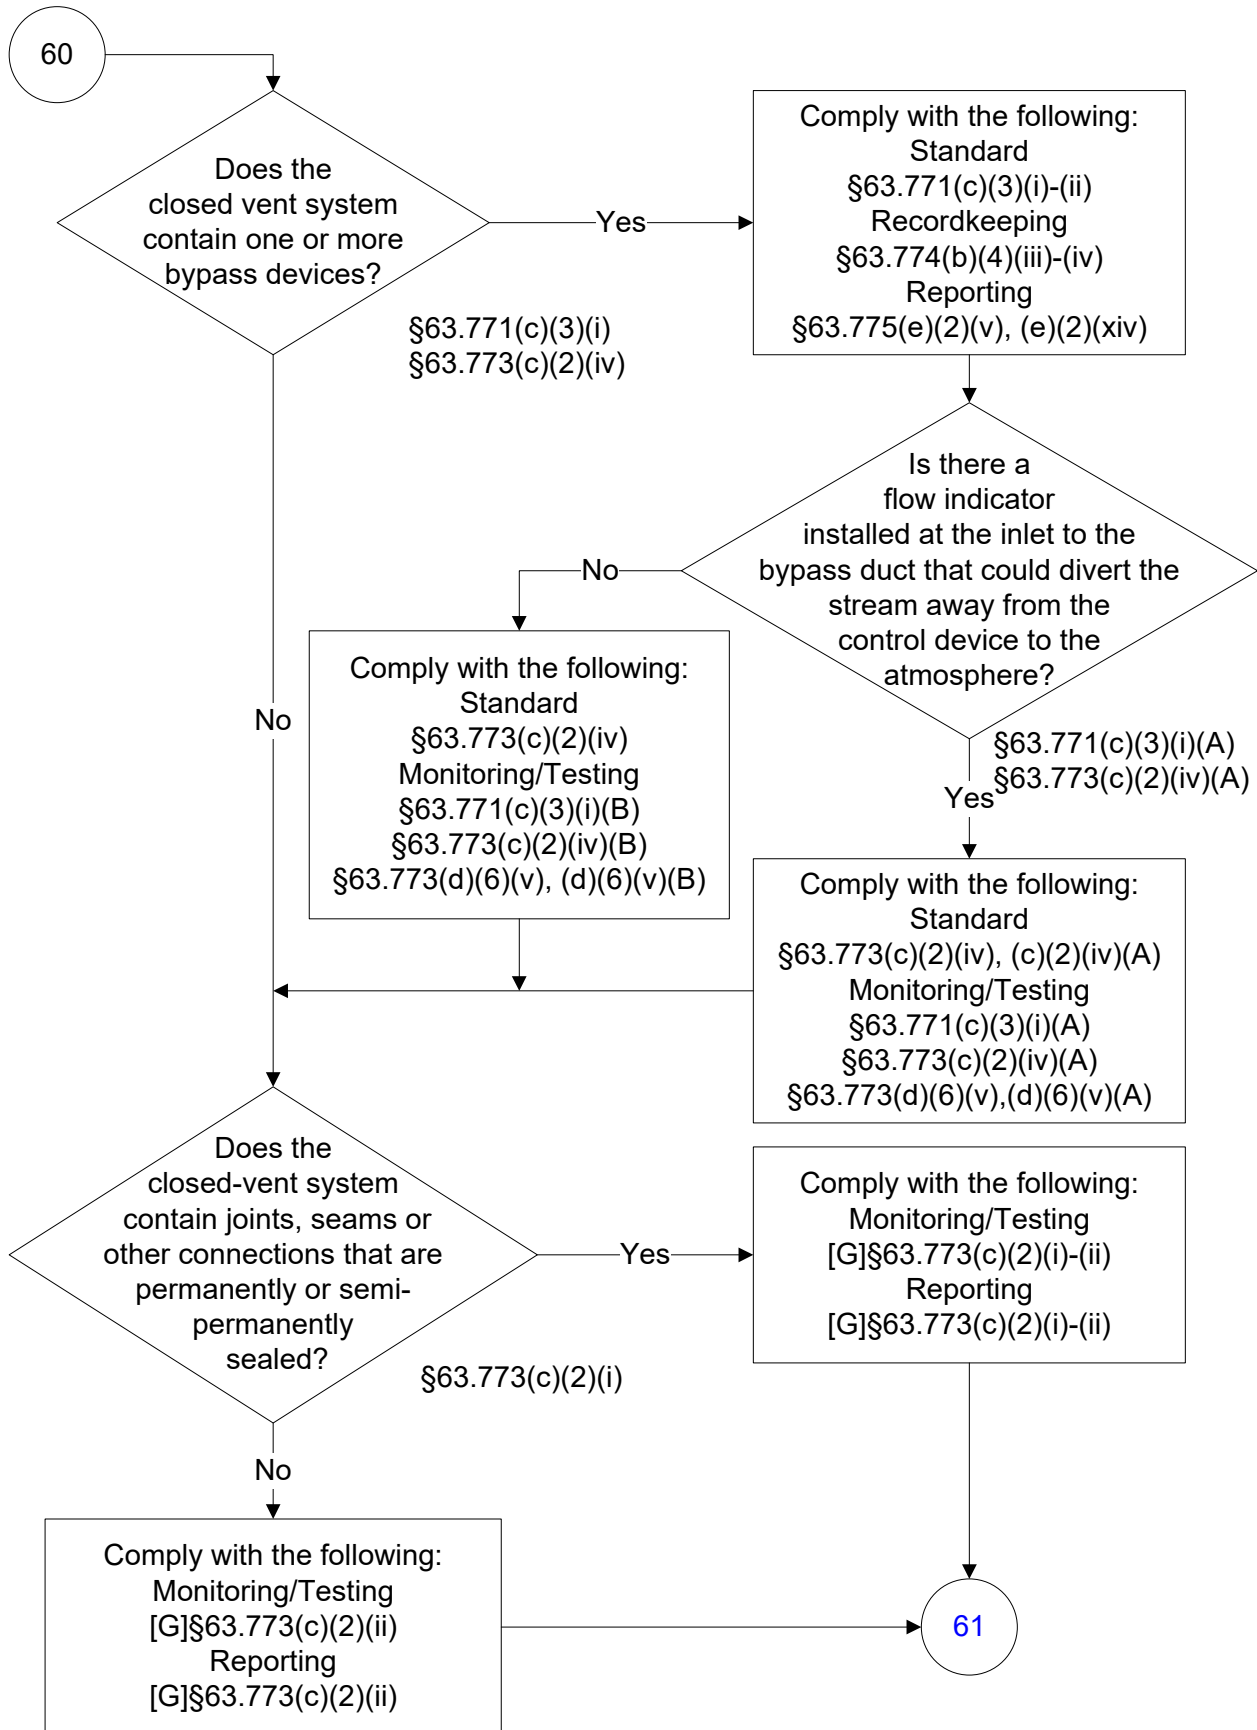 60
Does the
closed vent system
contain one or more
bypass devices?
Yes
§63.771(c)(3)(i)
§63.773(c)(2)(iv)
Comply with the following:
Standard
§63.771(c)(3)(i)-(ii)
Recordkeeping
§63.774(b)(4)(iii)-(iv)
Reporting
§63.775(e)(2)(v), (e)(2)(xiv)
Is there a
flow indicator
installed at the inlet to the
bypass duct that could divert the
stream away from the
control device to the
atmosphere?
No
§63.771(c)(3)(i)(A)
§63.773(c)(2)(iv)(A)
Yes
Comply with the following:
Standard
§63.773(c)(2)(iv)
Monitoring/Testing
§63.771(c)(3)(i)(B)
§63.773(c)(2)(iv)(B)
§63.773(d)(6)(v), (d)(6)(v)(B)
No
Comply with the following:
Standard
§63.773(c)(2)(iv), (c)(2)(iv)(A)
Monitoring/Testing
§63.771(c)(3)(i)(A)
§63.773(c)(2)(iv)(A)
§63.773(d)(6)(v),(d)(6)(v)(A)
Does the
closed-vent system
contain joints, seams or
other connections that are
permanently or semi-
permanently
sealed?
Yes
§63.773(c)(2)(i)
Comply with the following:
Monitoring/Testing
[G]§63.773(c)(2)(i)-(ii)
Reporting
[G]§63.773(c)(2)(i)-(ii)
No
Comply with the following:
Monitoring/Testing
[G]§63.773(c)(2)(ii)
Reporting
[G]§63.773(c)(2)(ii)
61